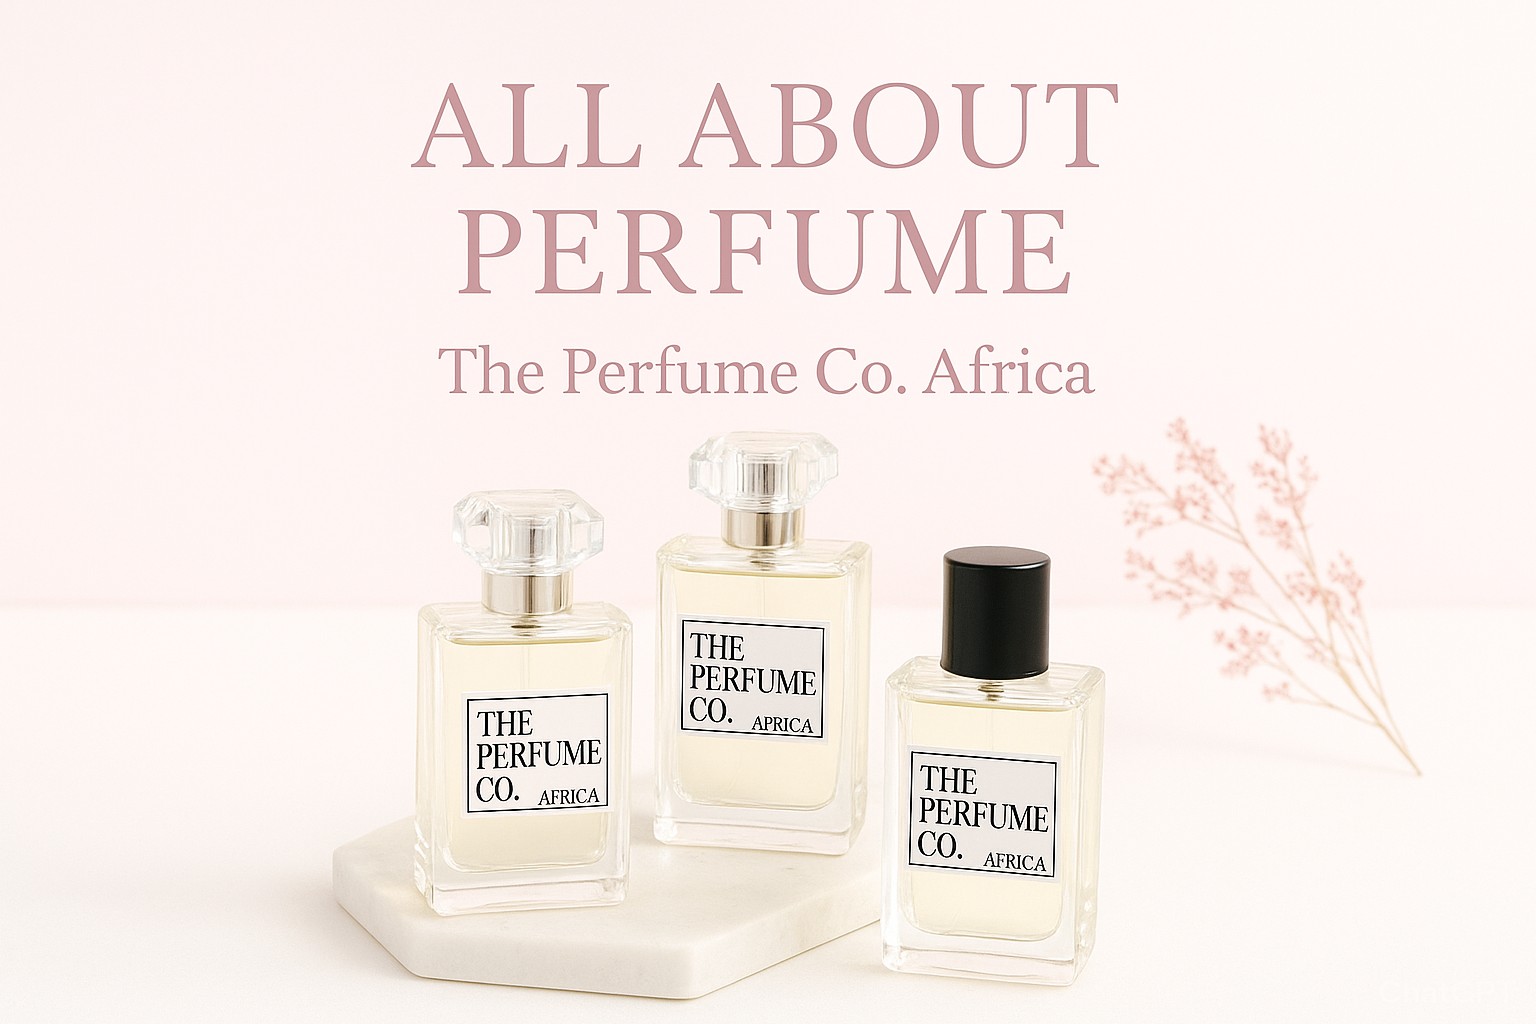 ALL ABOUT
PERFUME
The Perfume Co. Africa
THE
PERFUME
CO. AFRICA
THE
PERFUME
CO. APRICA
THE
PERFUME
CO. AFRICA